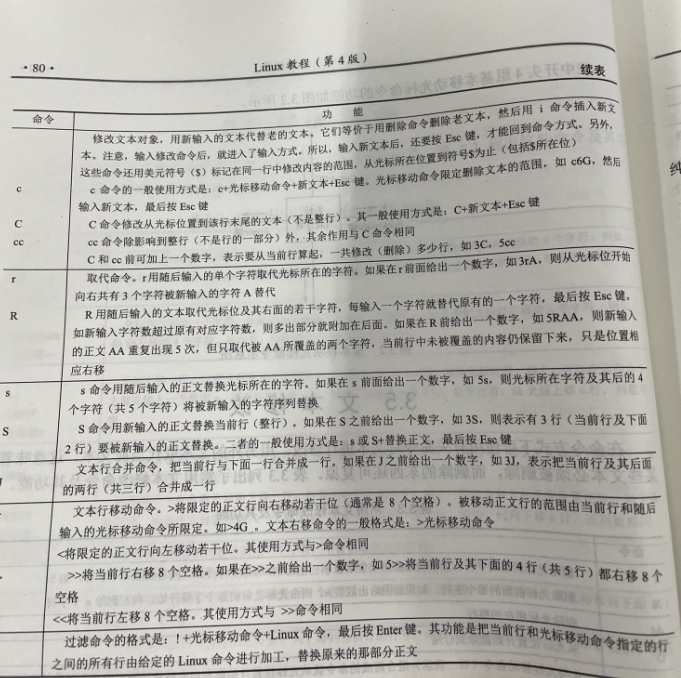 ·80·
Linux 教程（第 4 版）
续表
命令
功 能
修改文本对象，用新输入的文本代替老的文本。它们等价于用删除命令删除老文本，然后用 i 命令插入新文
本。注意，输入修改命令后，就进入了输入方式。所以，输入新文本后，还要按 Esc 键，才能回到命令方式。另外，
这些命令还用美元符号（$）标记在同一行中修改内容的范围，从光标所在位置到符号$为止（包括$所在位）
c
c 命令的一般使用方式是：c+光标移动命令+新文本+Esc 键。光标移动命令限定删除文本的范围，如 c6G，然后
输入新文本，最后按 Esc 键
C
C 命令修改从光标位置到该行末尾的文本（不是整行）。其一般使用方式是：C+新文本+Esc 键
cc
cc 命令除影响到整行（不是行的一部分）外，其余作用与 C 命令相同
C 和 cc 前可加上一个数字，表示要从当前行算起，一共修改（删除）多少行，如 3C，5cc
r
取代命令。r用随后输入的单个字符取代光标所在的字符。如果在 r 前面给出一个数字，如 3rA，则从光标位开始
向右共有 3 个字符被新输入的字符 A 替代
R
R 用随后输入的文本取代光标位及其右面的若干字符，每输入一个字符就替代原有的一个字符，最后按 Esc 键，
如新输入字符数超过原有对应字符数，则多出部分就附加在后面。如果在 R 前给出一个数字，如 5RAA，则新输入
的正文 AA 重复出现 5 次，但只取代被 AA 所覆盖的两个字符，当前行中未被覆盖的内容仍保留下来，只是位置相
应右移
s
s 命令用随后输入的正文替换光标所在的字符。如果在 s 前面给出一个数字，如 5s，则光标所在字符及其后的 4
个字符（共 5 个字符）将被新输入的字符序列替换
S
S 命令用新输入的正文替换当前行（整行）。如果在 S 之前给出一个数字，如 3S，则表示有 3 行（当前行及下面
2 行）要被新输入的正文替换。二者的一般使用方式是：s 或 S+替换正文，最后按 Esc 键
文本行合并命令，把当前行与下面一行合并成一行。如果在 J 之前给出一个数字，如 3J，表示把当前行及其后面
的两行（共三行）合并成一行
文本行移动命令。>将限定的正文行向右移动若干位（通常是 8 个空格）。被移动正文行的范围由当前行和随后
输入的光标移动命令所限定。如>4G 。文本右移命令的一般格式是：>光标移动命令
<将限定的正文行向左移动若干位。其使用方式与>命令相同
>>将当前行右移 8 个空格。如果在>>之前给出一个数字，如 5>>将当前行及其下面的 4 行（共 5 行）都右移 8 个
空格
<<将当前行左移 8 个空格。其使用方式与 >>命令相同
过滤命令的格式是：! +光标移动命令+Linux 命令，最后按 Enter 键。其功能是把当前行和光标移动命令指定的行
之间的所有行由给定的 Linux 命令进行加工，替换原来的那部分正文